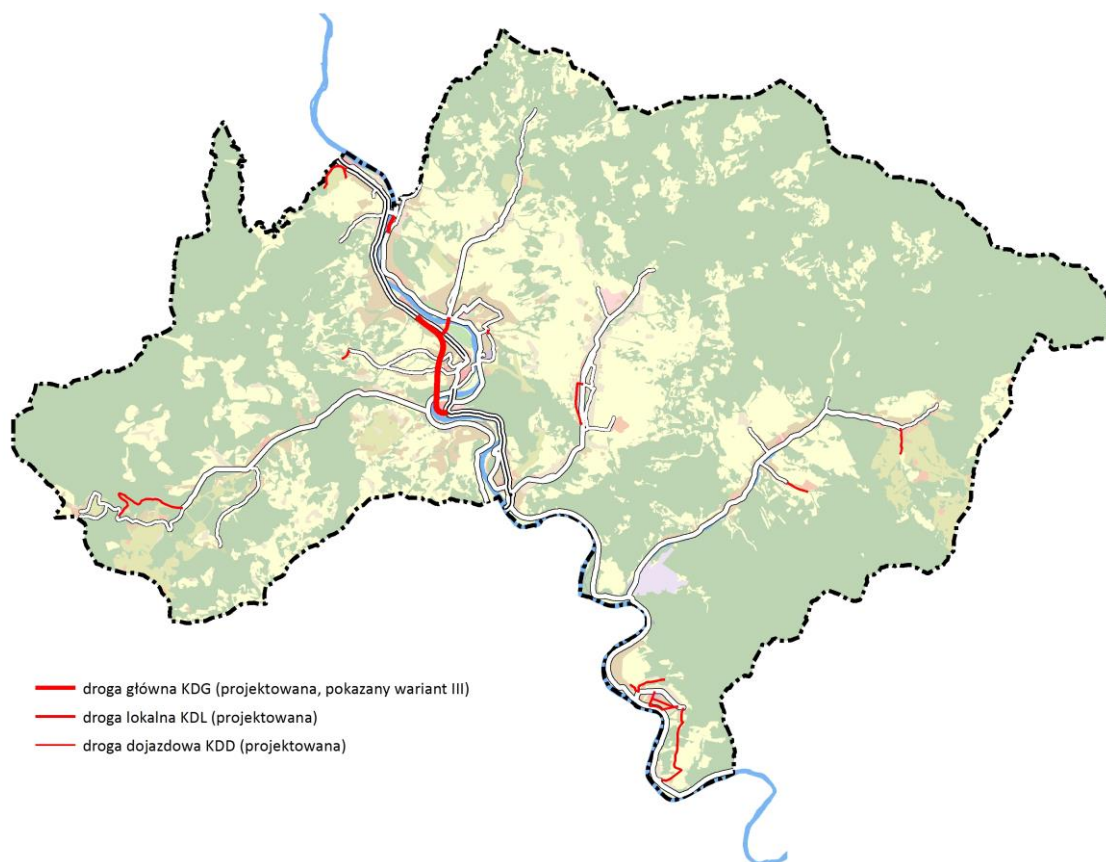 droga główna KDG (projektowana, pokazany wariant III)
droga lokalna KDL (projektowana)
droga dojazdowa KDD (projektowana)